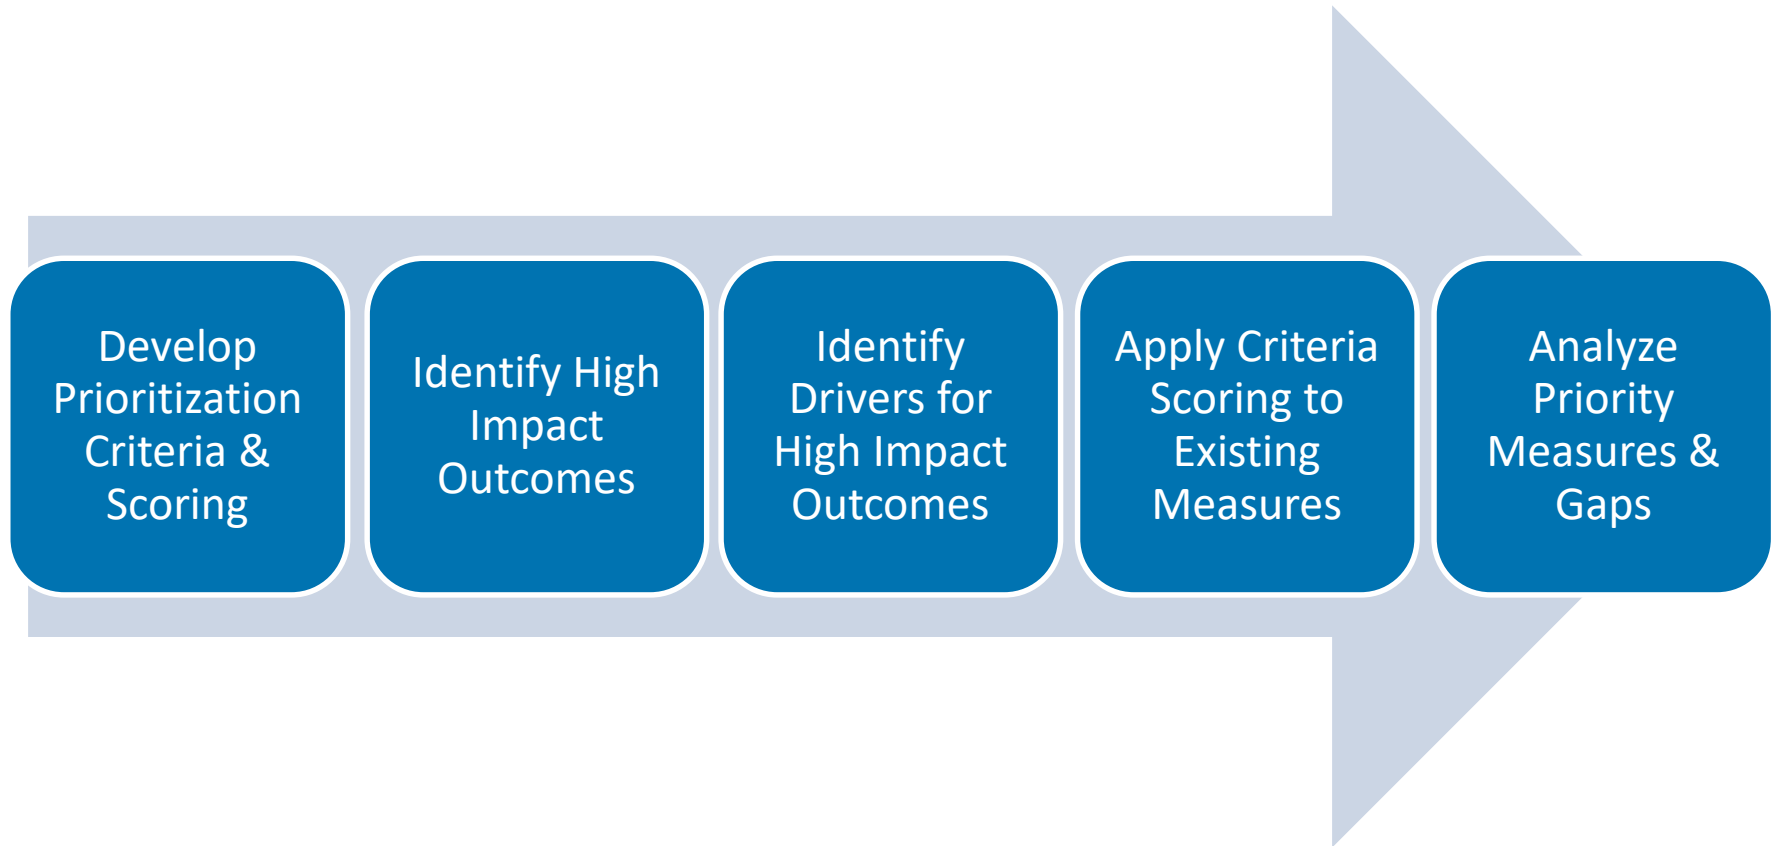 Develop
Prioritization
Criteria &
Scoring
Identify High
Impact
Outcomes
Identify
Drivers for
High Impact
Outcomes
Apply Criteria
Scoring to
Existing
Measures
Analyze
Priority
Measures &
Gaps